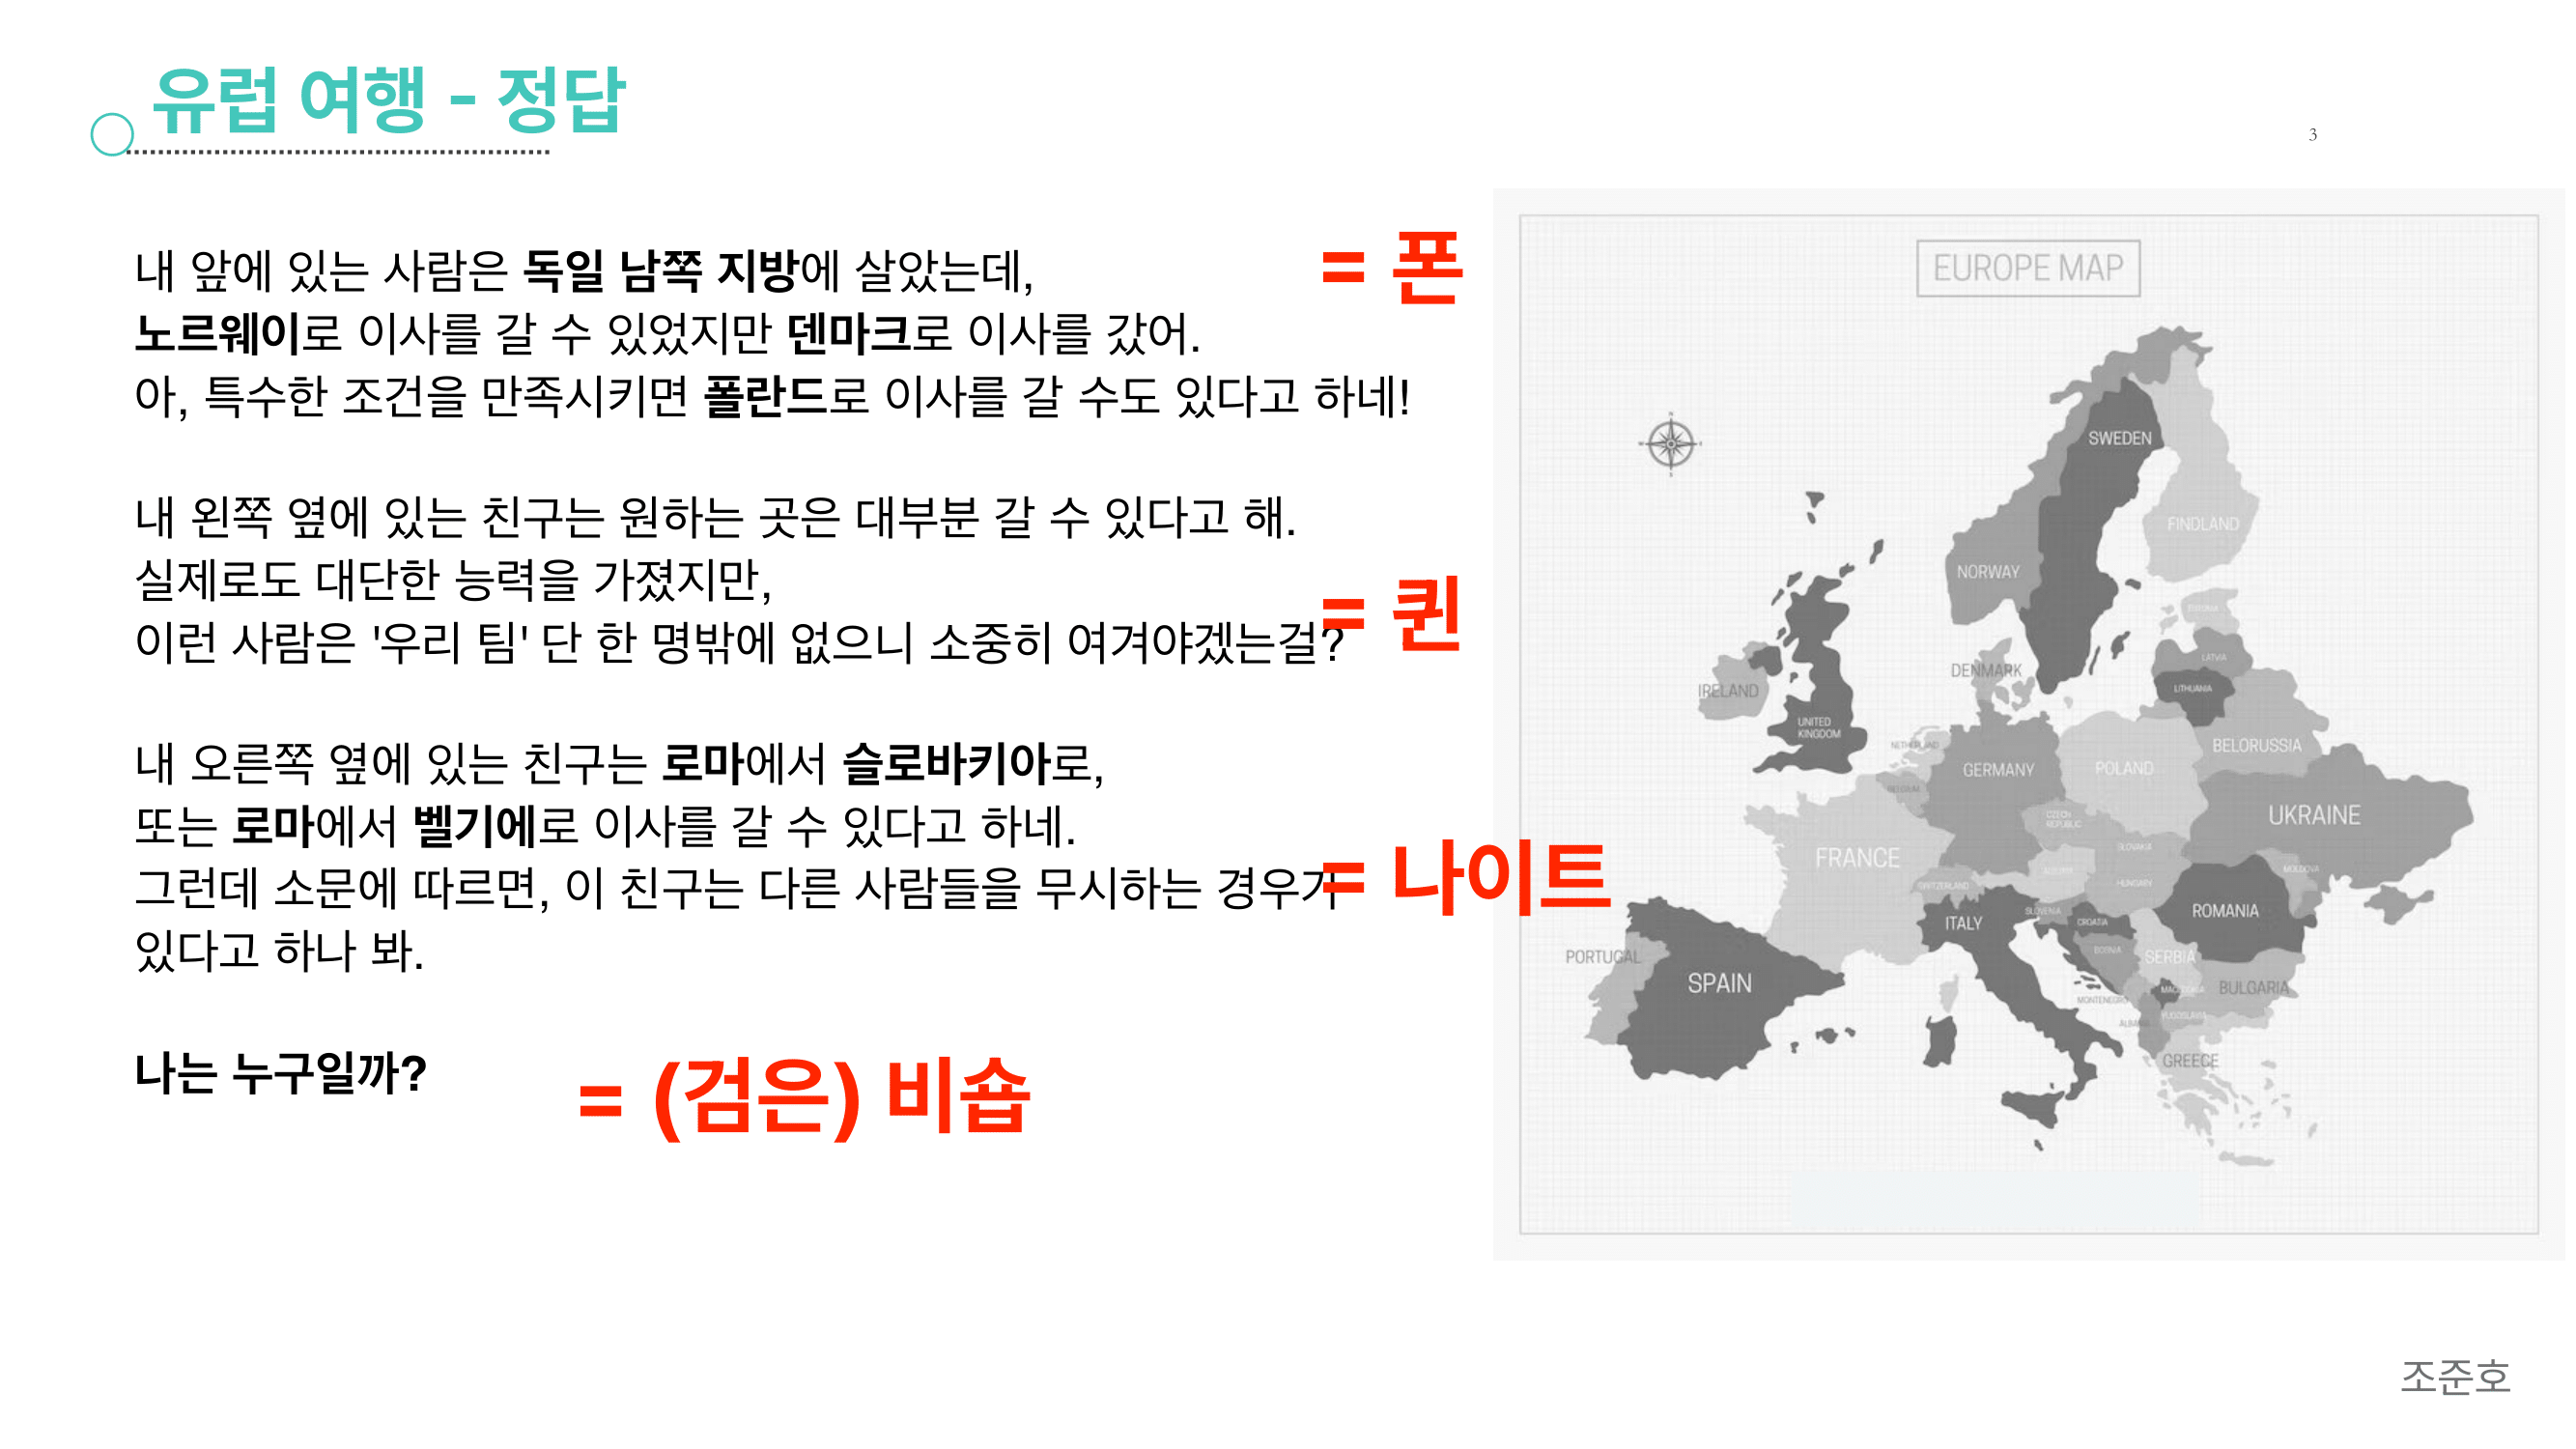 유럽 여행 - 정답
3
내 앞에 있는 사람은 독일 남쪽 지방에 살았는데,
노르웨이로 이사를 갈 수 있었지만 덴마크로 이사를 갔어.
아, 특수한 조건을 만족시키면 폴란드로 이사를 갈 수도 있다고 하네!
= 폰
내 왼쪽 옆에 있는 친구는 원하는 곳은 대부분 갈 수 있다고 해.
실제로도 대단한 능력을 가졌지만,
이런 사람은 '우리 팀' 단 한 명밖에 없으니 소중히 여겨야겠는걸?
= 퀸
내 오른쪽 옆에 있는 친구는 로마에서 슬로바키아로,
또는 로마에서 벨기에로 이사를 갈 수 있다고 하네.
그런데 소문에 따르면, 이 친구는 다른 사람들을 무시하는 경우가
있다고 하나 봐.
= 나이트
나는 누구일까?
= (검은) 비숍
EUROPE MAP
SWEDEN
FINDLAND
NORWAY
ESTONIA
LATVIA
DENMARK
LITHUANIA
IRELAND
UNITED
KINGDOM
NETHERLAND
BELORUSSIA
GERMANY
POLAND
BELGIUM
UKRAINE
CZECH
REPUBLIC
SLOVAKIA
FRANCE
AUSTRIA
MOLDOVA
SWITZERLAND
HUNGARY
SLOVENIA
ROMANIA
ITALY
CROATIA
BOSNIA
PORTUGAL
SERBIA
SPAIN
BULGARIA
MONTENEGRO
YUGOSLAVIA
GREECE
조준호